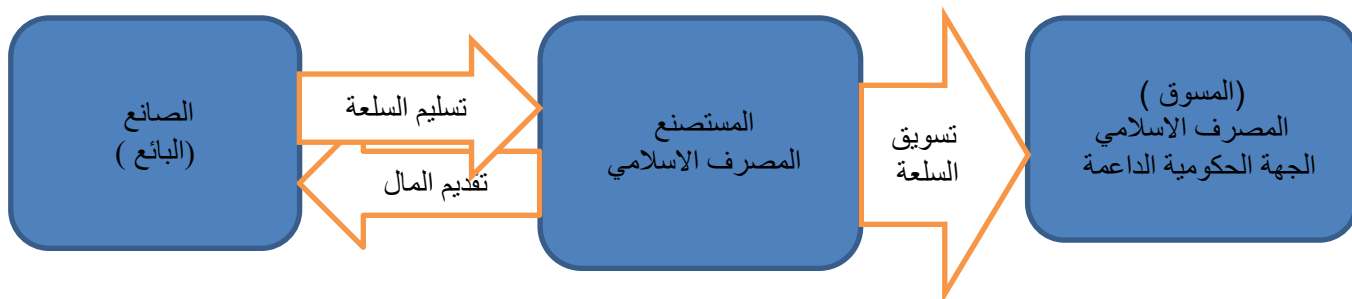 الصانع
(البائع )
تسليم السلعة
تقديم المال
المستصنع
المصرف الاسلامي
تسويق
السلعة
(المسوق )
المصرف الاسلامي
الجهة الحكومية الداعمة